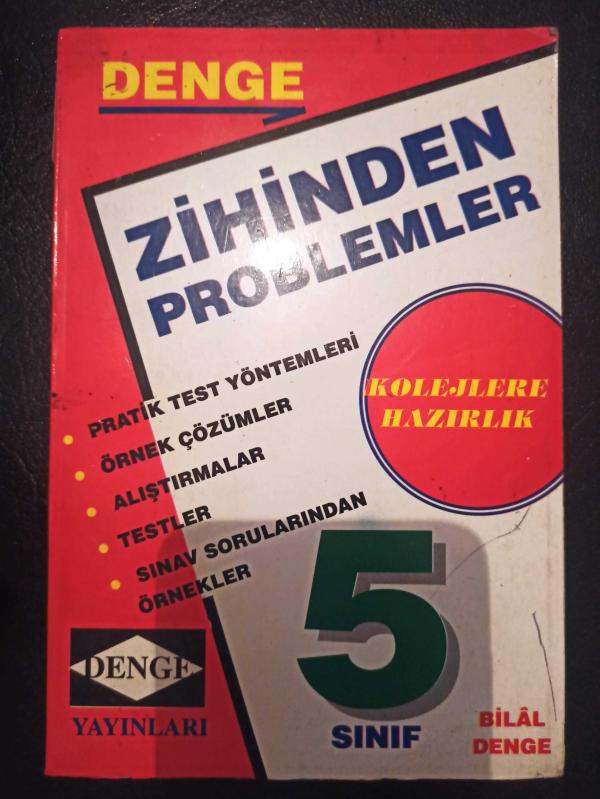 DENGE
ZİHİNDEN
PROBLEMLER
KOLEJLERE
HAZIRLIK
• PRATİK TEST YÖNTEMLERİ
• ÖRNEK ÇÖZÜMLER
• ALIŞTIRMALAR
• TESTLER
• SINAV SORULARINDAN
ÖRNEKLER
5
SINIF
DENGE
YAYINLARI
BİLÂL
DENGE